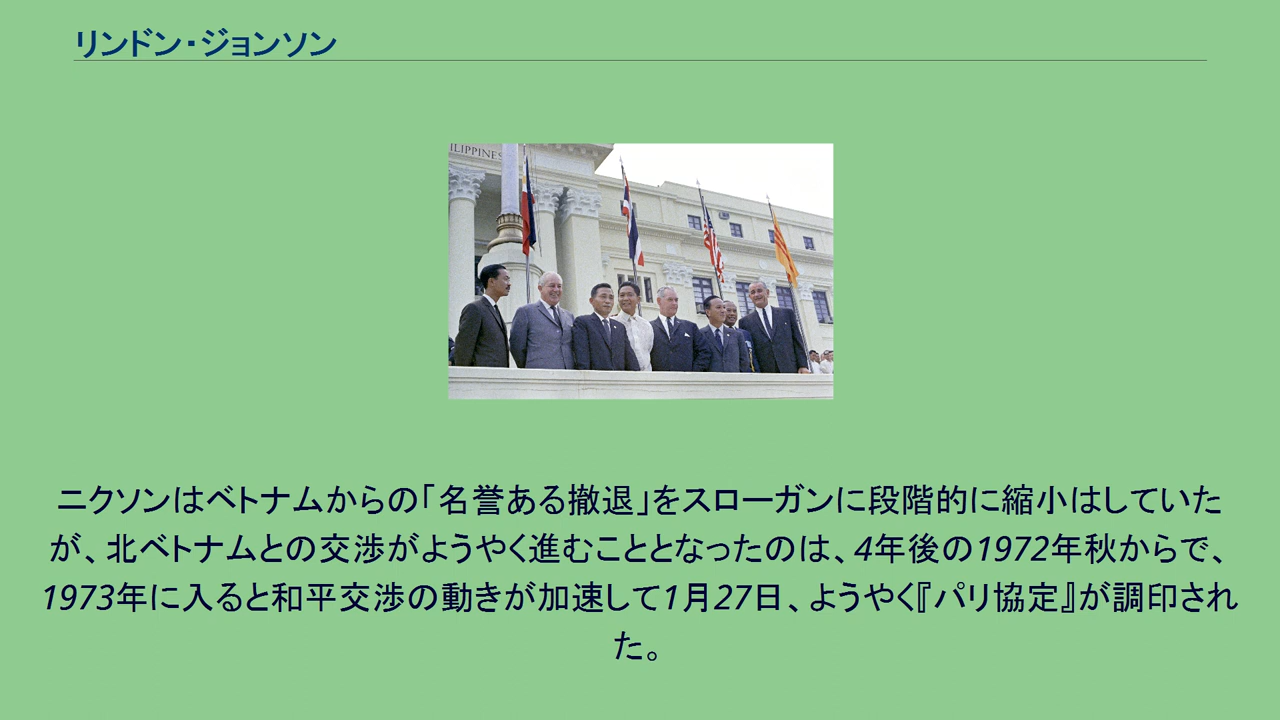 リンドン・ジョンソン
ILIPPINES
ニクソンはベトナムからの「名誉ある撤退」をスローガンに段階的に縮小はしていた
が、北ベトナムとの交渉がようやく進むこととなったのは、4年後の1972年秋からで、
1973年に入ると和平交渉の動きが加速して1月27日、ようやく『パリ協定』が調印され
た。